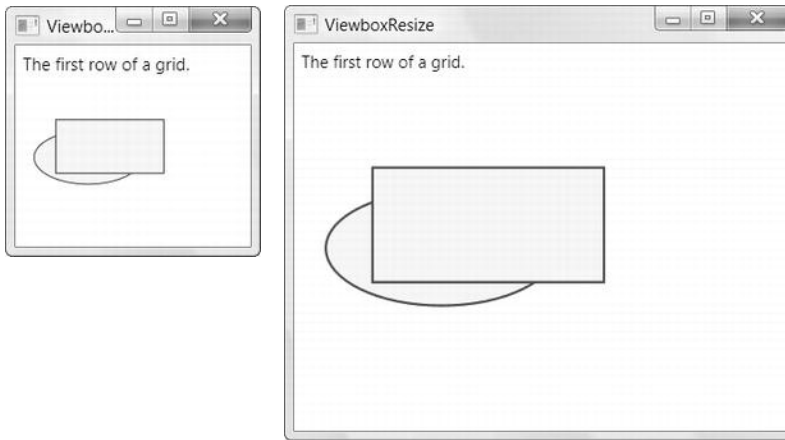 Viewbo...
The first row of a grid.
ViewboxResize
The first row of a grid.